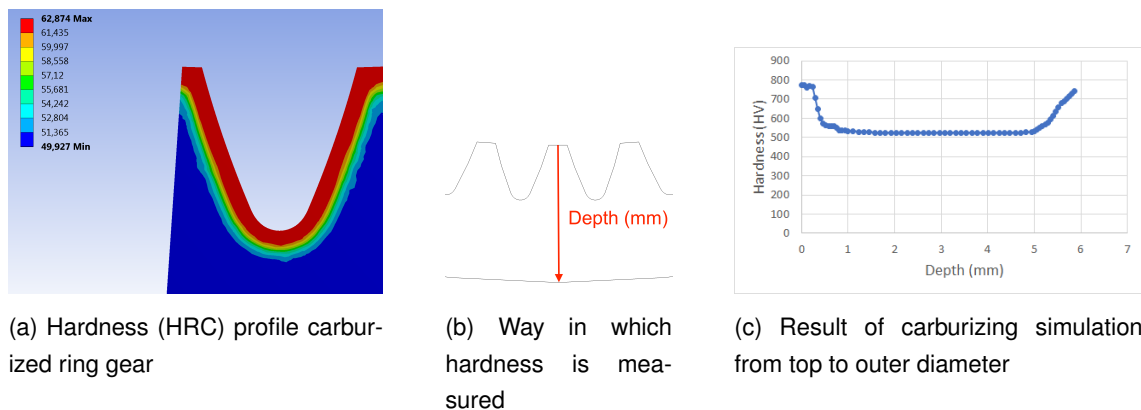 62,874 Max
61,435
59,997
58,558
57,12
55,681
54,242
52,804
51,365
49,927 Min
Depth (mm)
900
800
700
600
500
400
300
200
100
0
Hardness (HV)
0 1 2 3 4 5 6 7
Depth (mm)
(a) Hardness (HRC) profile carbur-
ized ring gear
(b) Way in which
hardness is mea-
sured
(c) Result of carburizing simulation
from top to outer diameter